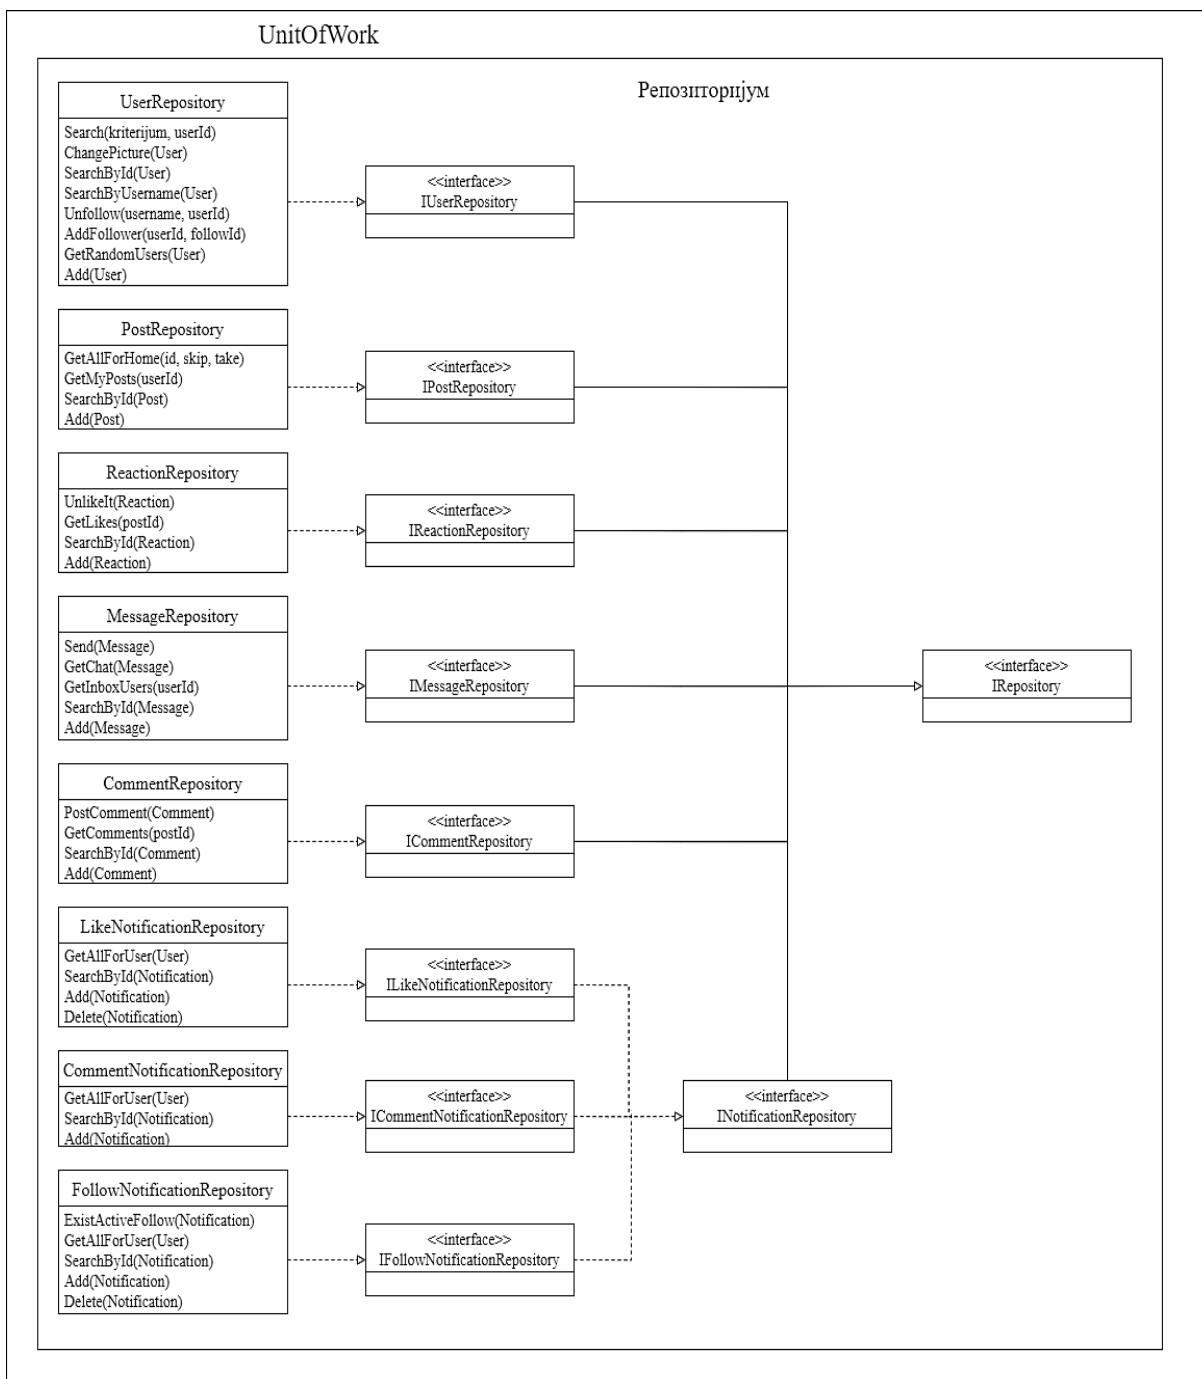 UnitOfWork
Репозиторијум
UserRepository
Search(kriterijum, userId)
ChangePicture(User)
SearchById(User)
SearchByUsername(User)
Unfollow(username, userId)
AddFollower(userId, followId)
GetRandomUsers(User)
Add(User)
<<interface>>
IUserRepository
PostRepository
GetAllForHome(id, skip, take)
GetMyPosts(userId)
SearchById(Post)
Add(Post)
<<interface>>
IPostRepository
ReactionRepository
UnlikeIt(Reaction)
GetLikes(postId)
SearchById(Reaction)
Add(Reaction)
<<interface>>
IReactionRepository
MessageRepository
Send(Message)
GetChat(Message)
GetInboxUsers(userId)
SearchById(Message)
Add(Message)
<<interface>>
IMessageRepository
<<interface>>
IRepository
CommentRepository
PostComment(Comment)
GetComments(postId)
SearchById(Comment)
Add(Comment)
<<interface>>
ICommentRepository
LikeNotificationRepository
GetAllForUser(User)
SearchById(Notification)
Add(Notification)
Delete(Notification)
<<interface>>
ILikeNotificationRepository
CommentNotificationRepository
GetAllForUser(User)
SearchById(Notification)
Add(Notification)
<<interface>>
ICommentNotificationRepository
<<interface>>
INotificationRepository
FollowNotificationRepository
ExistActiveFollow(Notification)
GetAllForUser(User)
SearchById(Notification)
Add(Notification)
Delete(Notification)
<<interface>>
IFollowNotificationRepository